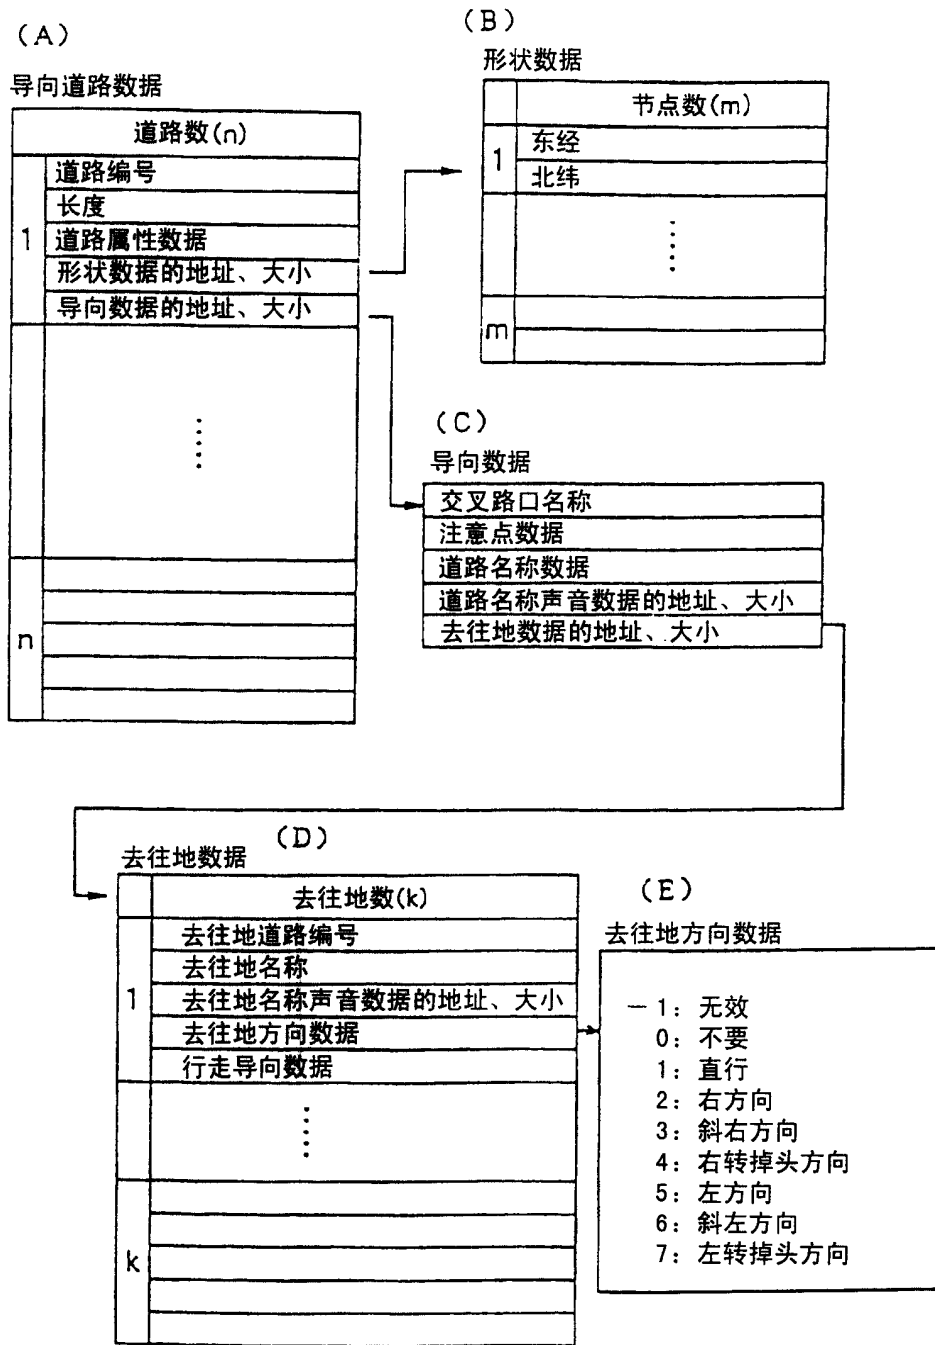 (A)
导向道路数据
道路数(n)
1
道路编号
长度
道路属性数据
形状数据的地址、大小
导向数据的地址、大小
n
(B)
形状数据
节点数(m)
1
东经
北纬
m
(C)
导向数据
交叉路口名称
注意点数据
道路名称数据
道路名称声音数据的地址、大小
去往地数据的地址、大小
(D)
去往地数据
去往地数(k)
1
去往地道路编号
去往地名称
去往地名称声音数据的地址、大小
去往地方向数据
行走导向数据
k
(E)
去往地方向数据
－1：无效
0：不要
1：直行
2：右方向
3：斜右方向
4：右转掉头方向
5：左方向
6：斜左方向
7：左转掉头方向